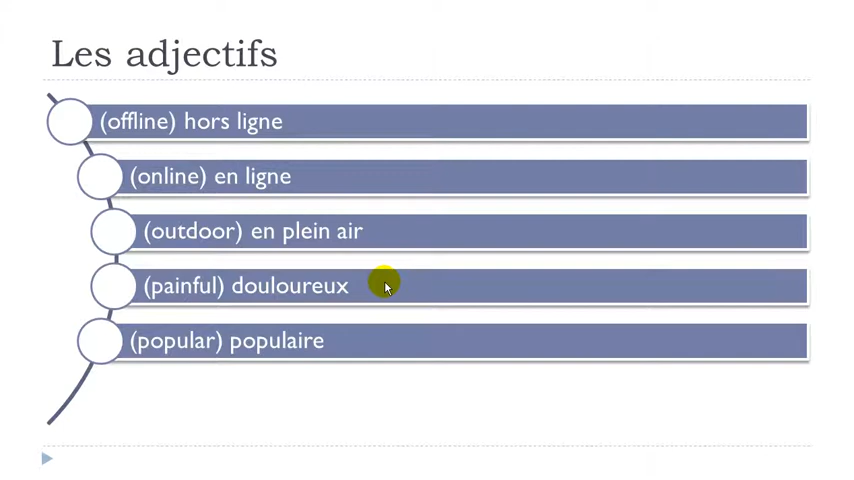 Les adjectifs
(offline) hors ligne
(online) en ligne
(outdoor) en plein air
(painful) douloureux
(popular) populaire